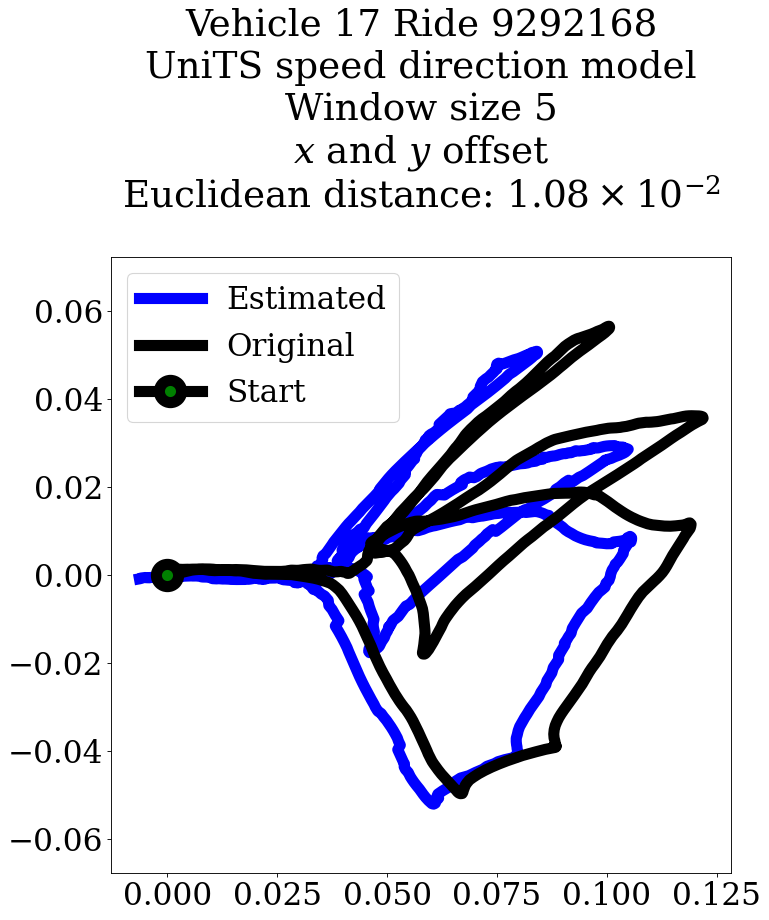 Vehicle 17 Ride 9292168
UniTS speed direction model
Window size 5
x and y offset
Euclidean distance: 1.08 × 10⁻²
Estimated
Original
Start
0.06
0.04
0.02
0.00
−0.02
−0.04
−0.06
0.000 0.025 0.050 0.075 0.100 0.125